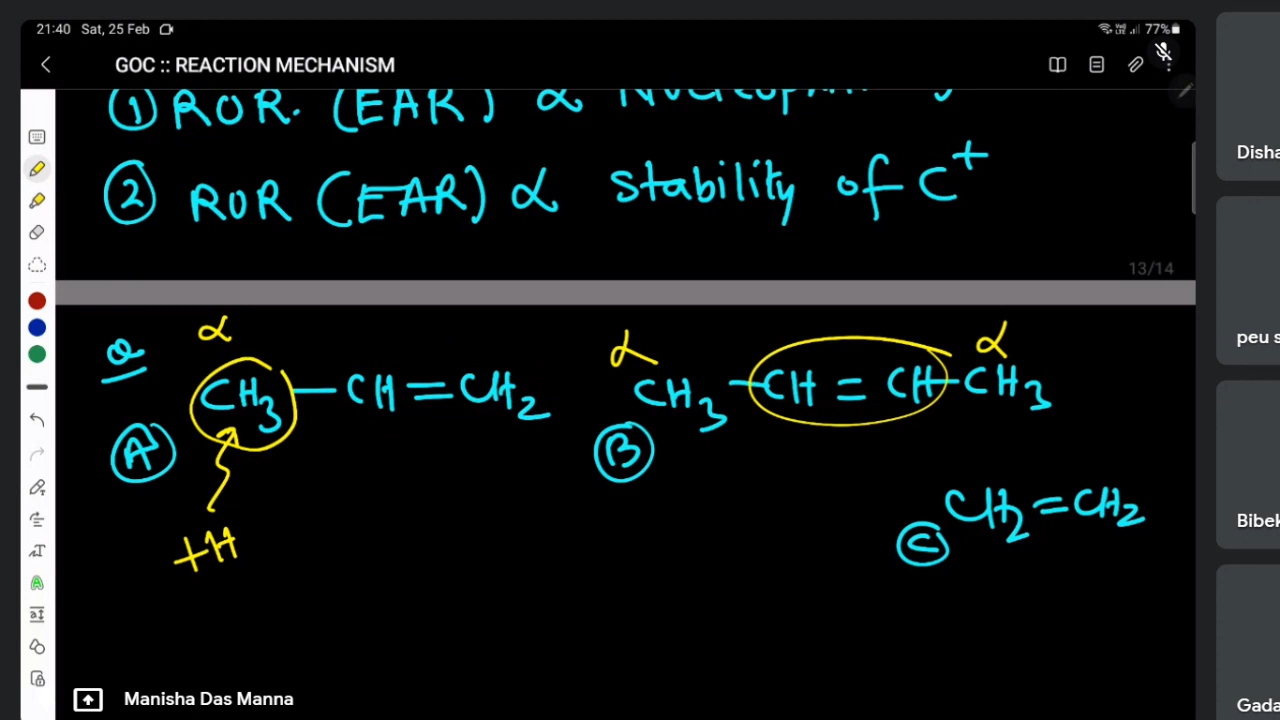 21:40 Sat, 25 Feb 77%
GOC :: REACTION MECHANISM
① ROR. (EAR) ∝
② ROR (EAR) ∝ stability of C⁺
13/14
Q
α α α
CH₃—CH=CH₂ CH₃—CH=CH—CH₃
Ⓐ Ⓑ
CH₂=CH₂
Ⓒ
+H
Manisha Das Manna
Disha
peu s
Bibek
Gada